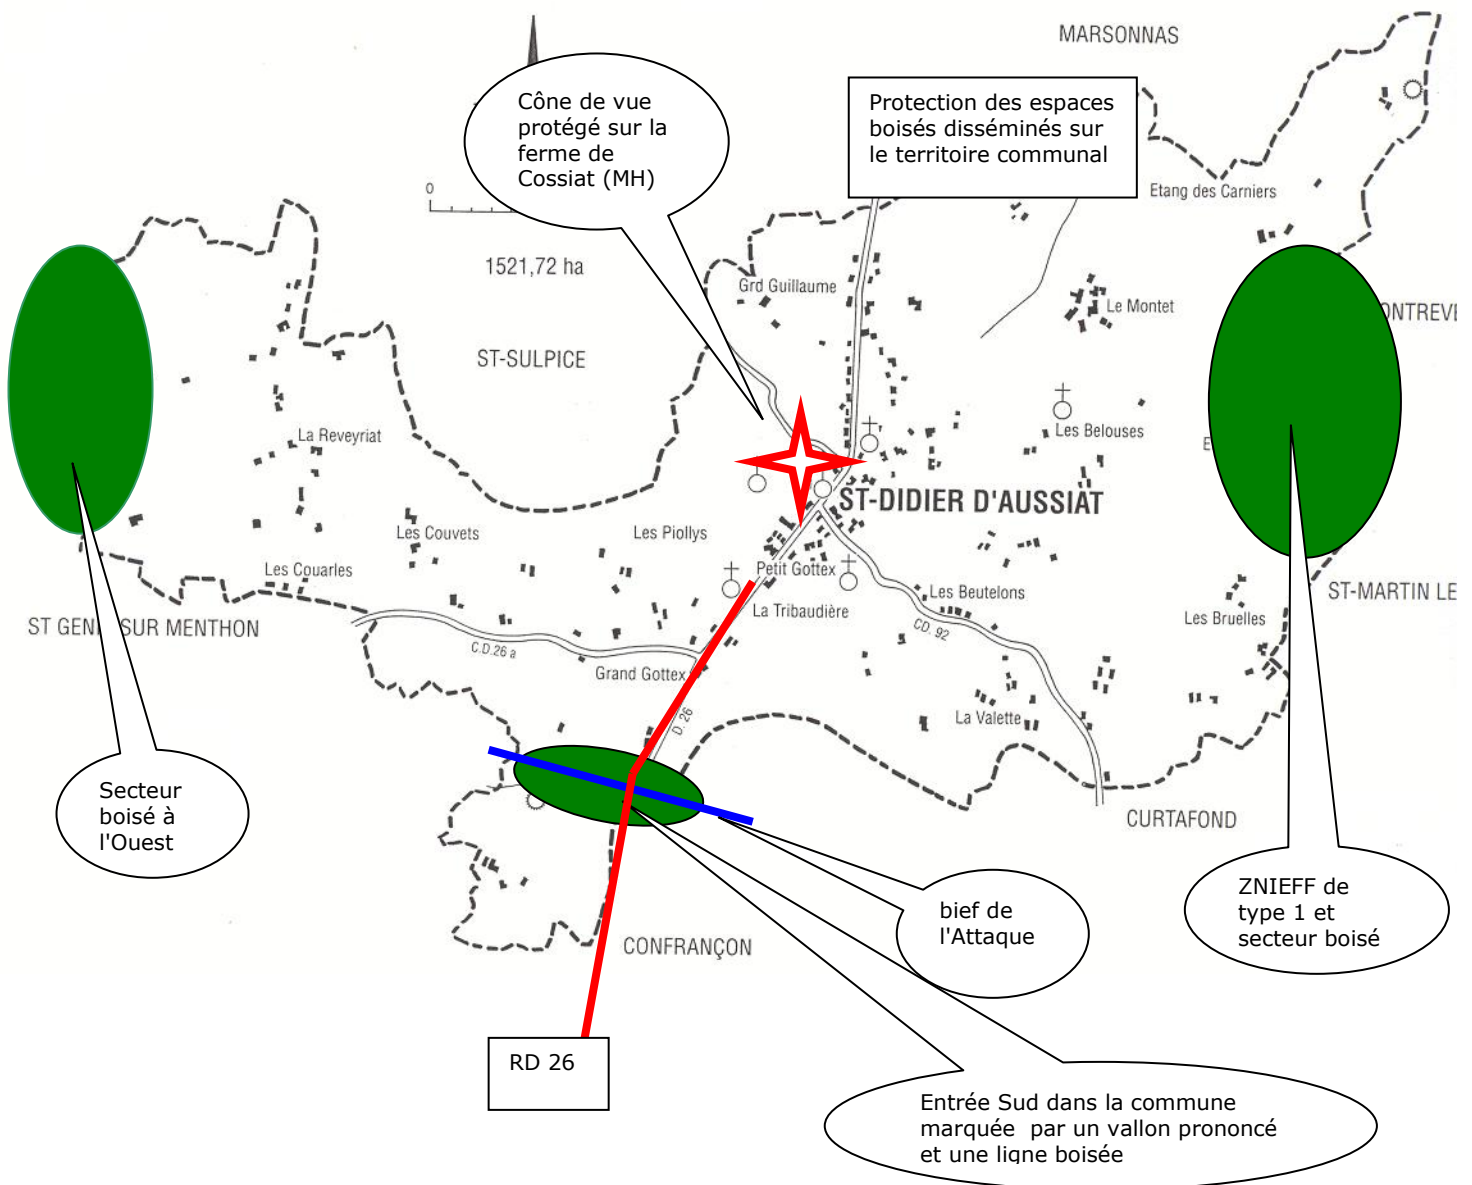 MARSONNAS
Cône de vue
protégé sur la
ferme de
Cossiat (MH)
Protection des espaces
boisés disséminés sur
le territoire communal
0
Etang des Carniers
1521,72 ha
Grd Guillaume
Le Montet
ONTREVE
ST-SULPICE
La Reveyriat
Les Belouses
E
ST-DIDIER D'AUSSIAT
Les Couvets
Les Piollys
Petit Gottex
Les Couarles
La Tribaudière
Les Beutelons
CD. 92
ST-MARTIN LE
Les Bruelles
ST GENI SUR MENTHON
C.D.26 a
Grand Gottex
D. 26
La Valette
Secteur
boisé à
l'Ouest
CURTAFOND
bief de
l'Attaque
ZNIEFF de
type 1 et
secteur boisé
CONFRANÇON
RD 26
Entrée Sud dans la commune
marquée par un vallon prononcé
et une ligne boisée